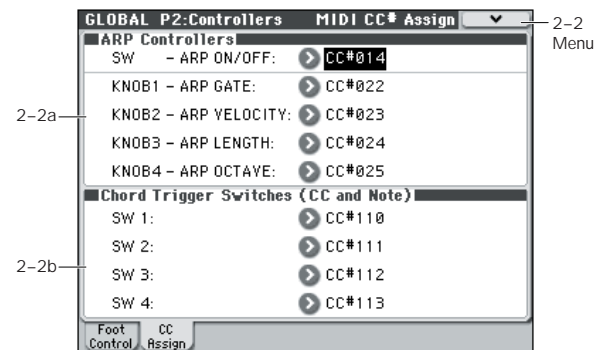 GLOBAL P2:Controllers MIDI CC# Assign
2–2
Menu
ARP Controllers
SW – ARP ON/OFF: CC#014
KNOB1 – ARP GATE: CC#022
2–2a
KNOB2 – ARP VELOCITY: CC#023
KNOB3 – ARP LENGTH: CC#024
KNOB4 – ARP OCTAVE: CC#025
Chord Trigger Switches (CC and Note)
SW 1: CC#110
SW 2: CC#111
2–2b
SW 3: CC#112
SW 4: CC#113
Foot Control
CC Assign